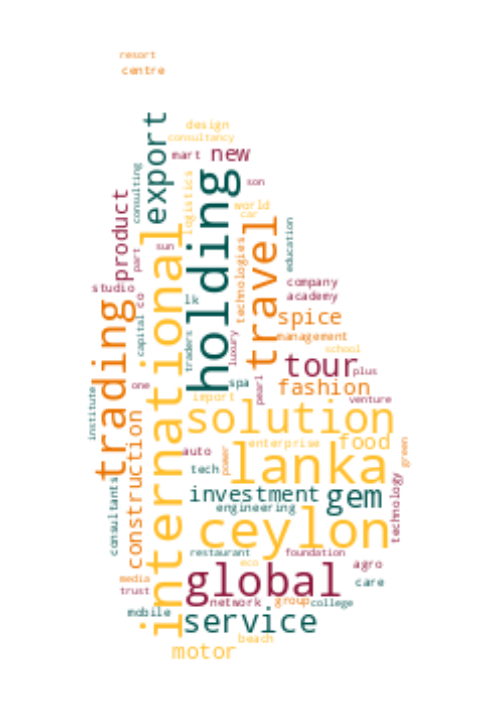 resort
centre
export
design
consultancy
mart
new
holding
son
consulting
product
logistics
world
car
travel
education
international
sun
part
technologies
studio
co
company
academy
lk
trading
capital
spice
traders
luxury
management
school
tour
plus
one
spa
pearl
fashion
institute
import
venture
solution
construction
enterprise
food
green
auto
power
lanka
tech
consultants
investment
gem
technology
engineering
ceylon
restaurant
foundation
eco
agro
media
trust
global
care
network
group
college
mobile
service
beach
motor